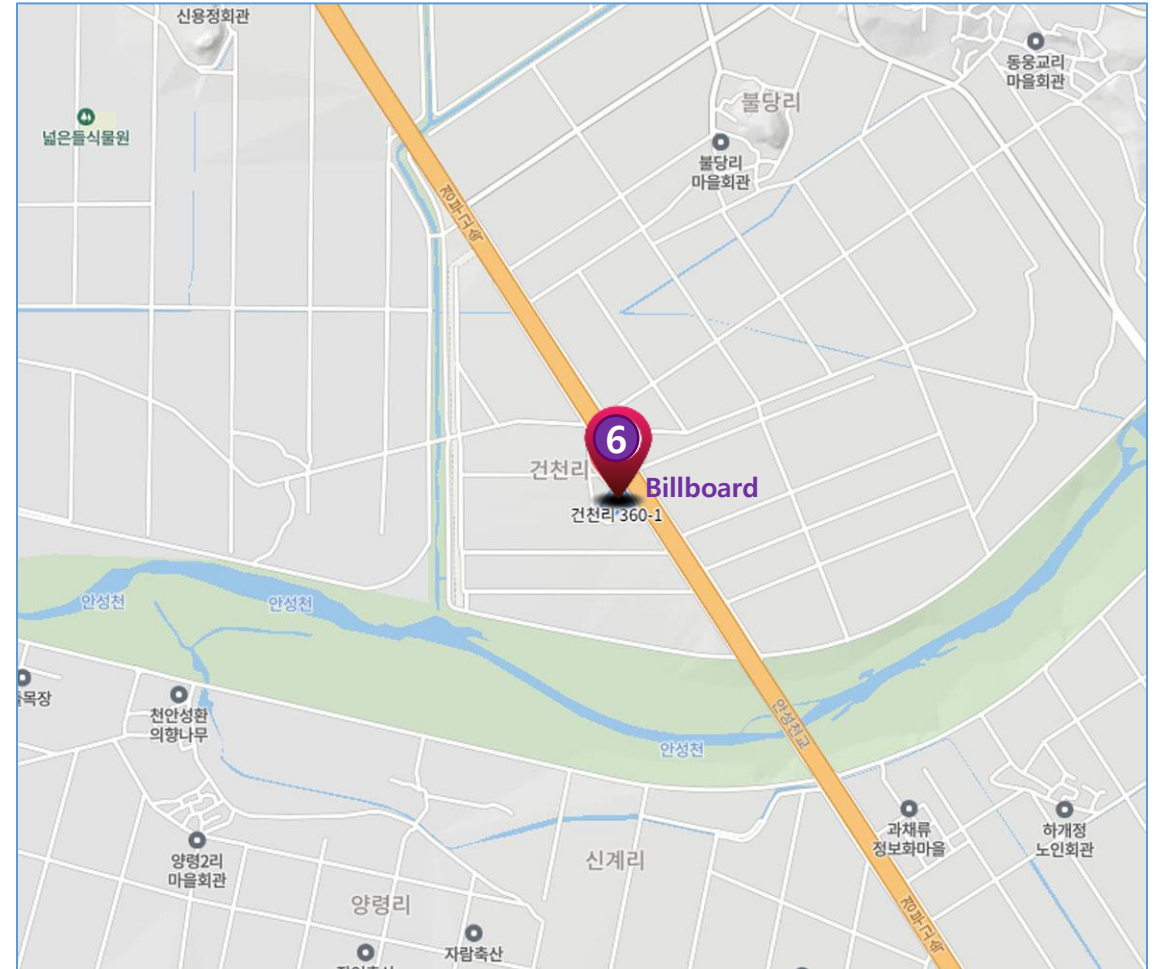 신용정회관
동웅교리
마을회관
불당리
넓은들식물원
불당리
마을회관
경부고속
6
건천리
Billboard
건천리 360-1
안성천
안성천
목장
천안성환
의향나무
안성천교
안성천
과채류
정보화마을
하개정
노인회관
양령2리
마을회관
신계리
양령리
경부고속
자람축산